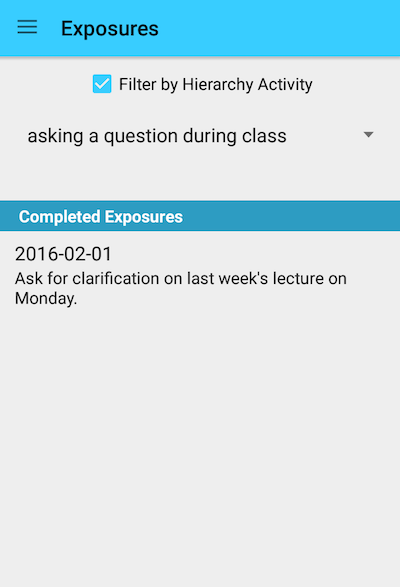 Exposures
Filter by Hierarchy Activity
asking a question during class
Completed Exposures
2016-02-01
Ask for clarification on last week's lecture on
Monday.